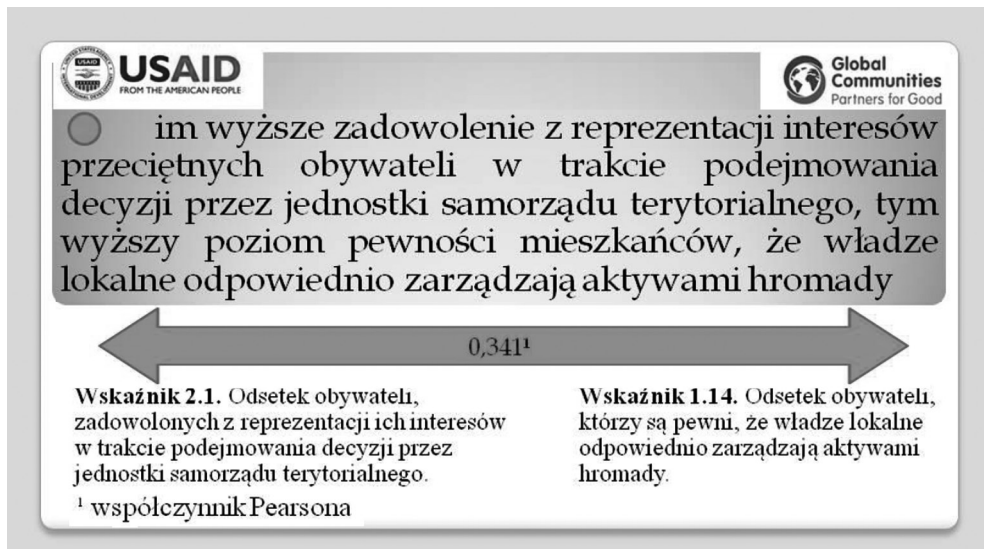 USAID
FROM THE AMERICAN PEOPLE
Global
Communities
Partners for Good
im wyższe zadowolenie z reprezentacji interesów
przeciętnych obywateli w trakcie podejmowania
decyzji przez jednostki samorządu terytorialnego, tym
wyższy poziom pewności mieszkańców, że władze
lokalne odpowiednio zarządzają aktywami hromady
0,341¹
Wskaźnik 2.1. Odsetek obywateli,
zadowolonych z reprezentacji ich interesów
w trakcie podejmowania decyzji przez
jednostki samorządu terytorialnego.
Wskaźnik 1.14. Odsetek obywateli,
którzy są pewni, że władze lokalne
odpowiednio zarządzają aktywami
hromady.
¹ współczynnik Pearsona